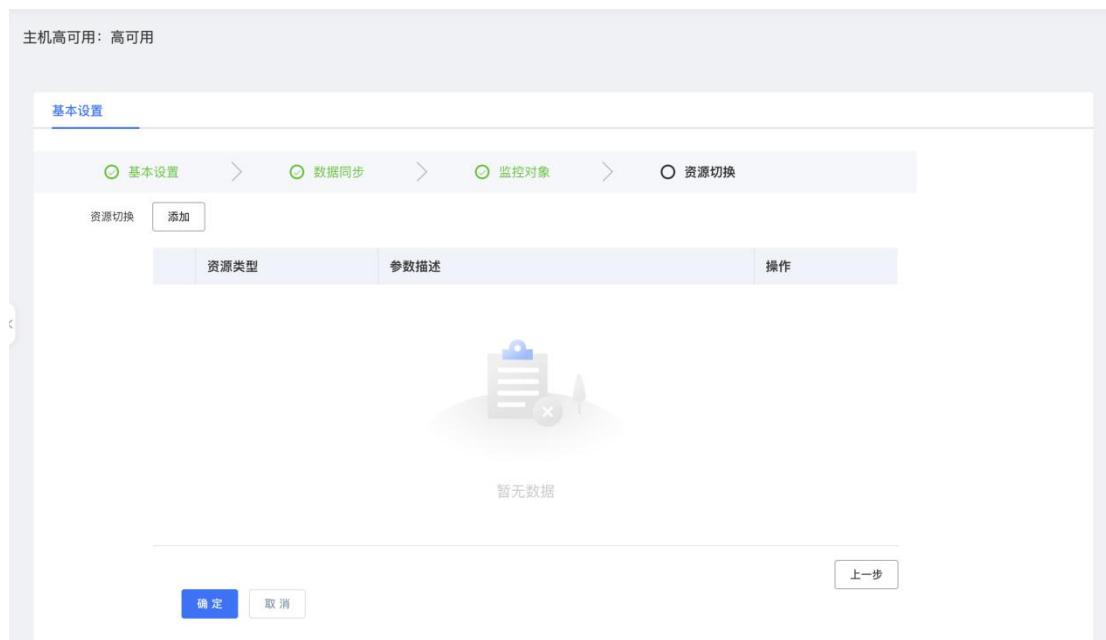 主机高可用：高可用
基本设置
基本设置 数据同步 监控对象 资源切换
资源切换 添加
资源类型 参数描述 操作
暂无数据
上一步
确定 取消